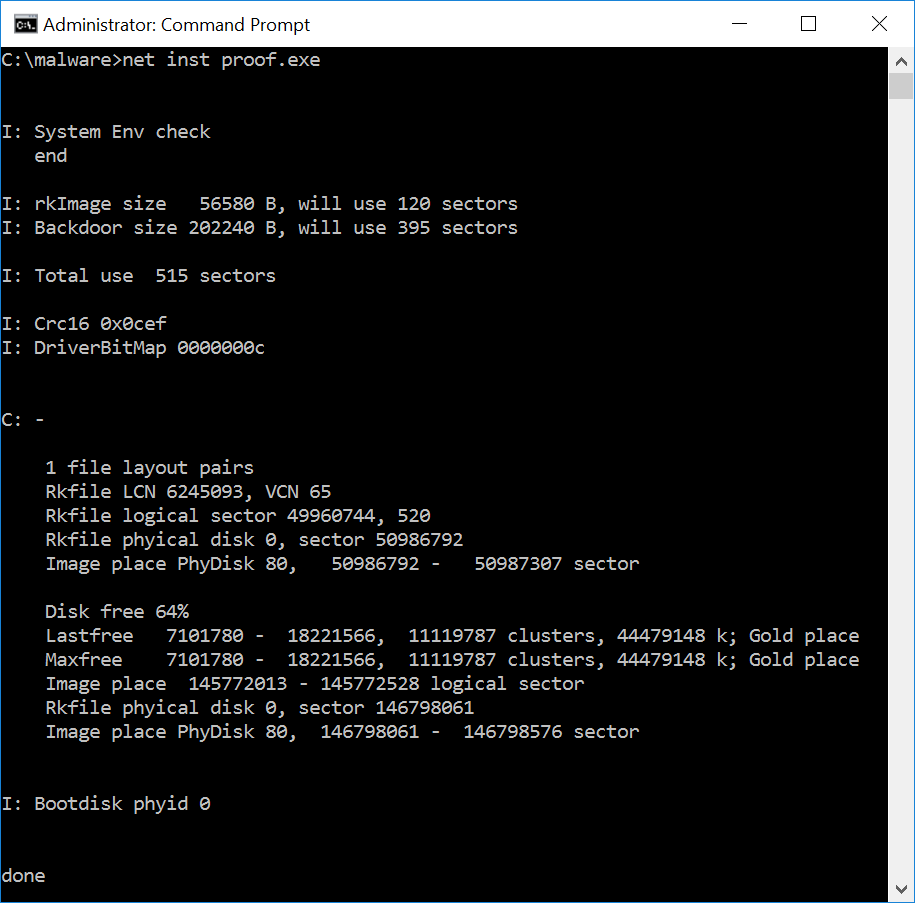 Administrator: Command Prompt
C:\malware>net inst proof.exe
I: System Env check
end
I: rkImage size 56580 B, will use 120 sectors
I: Backdoor size 202240 B, will use 395 sectors
I: Total use 515 sectors
I: Crc16 0x0cef
I: DriverBitMap 0000000c
C: -
1 file layout pairs
Rkfile LCN 6245093, VCN 65
Rkfile logical sector 49960744, 520
Rkfile phyical disk 0, sector 50986792
Image place PhyDisk 80, 50986792 - 50987307 sector
Disk free 64%
Lastfree 7101780 - 18221566, 11119787 clusters, 44479148 k; Gold place
Maxfree 7101780 - 18221566, 11119787 clusters, 44479148 k; Gold place
Image place 145772013 - 145772528 logical sector
Rkfile phyical disk 0, sector 146798061
Image place PhyDisk 80, 146798061 - 146798576 sector
I: Bootdisk phyid 0
done